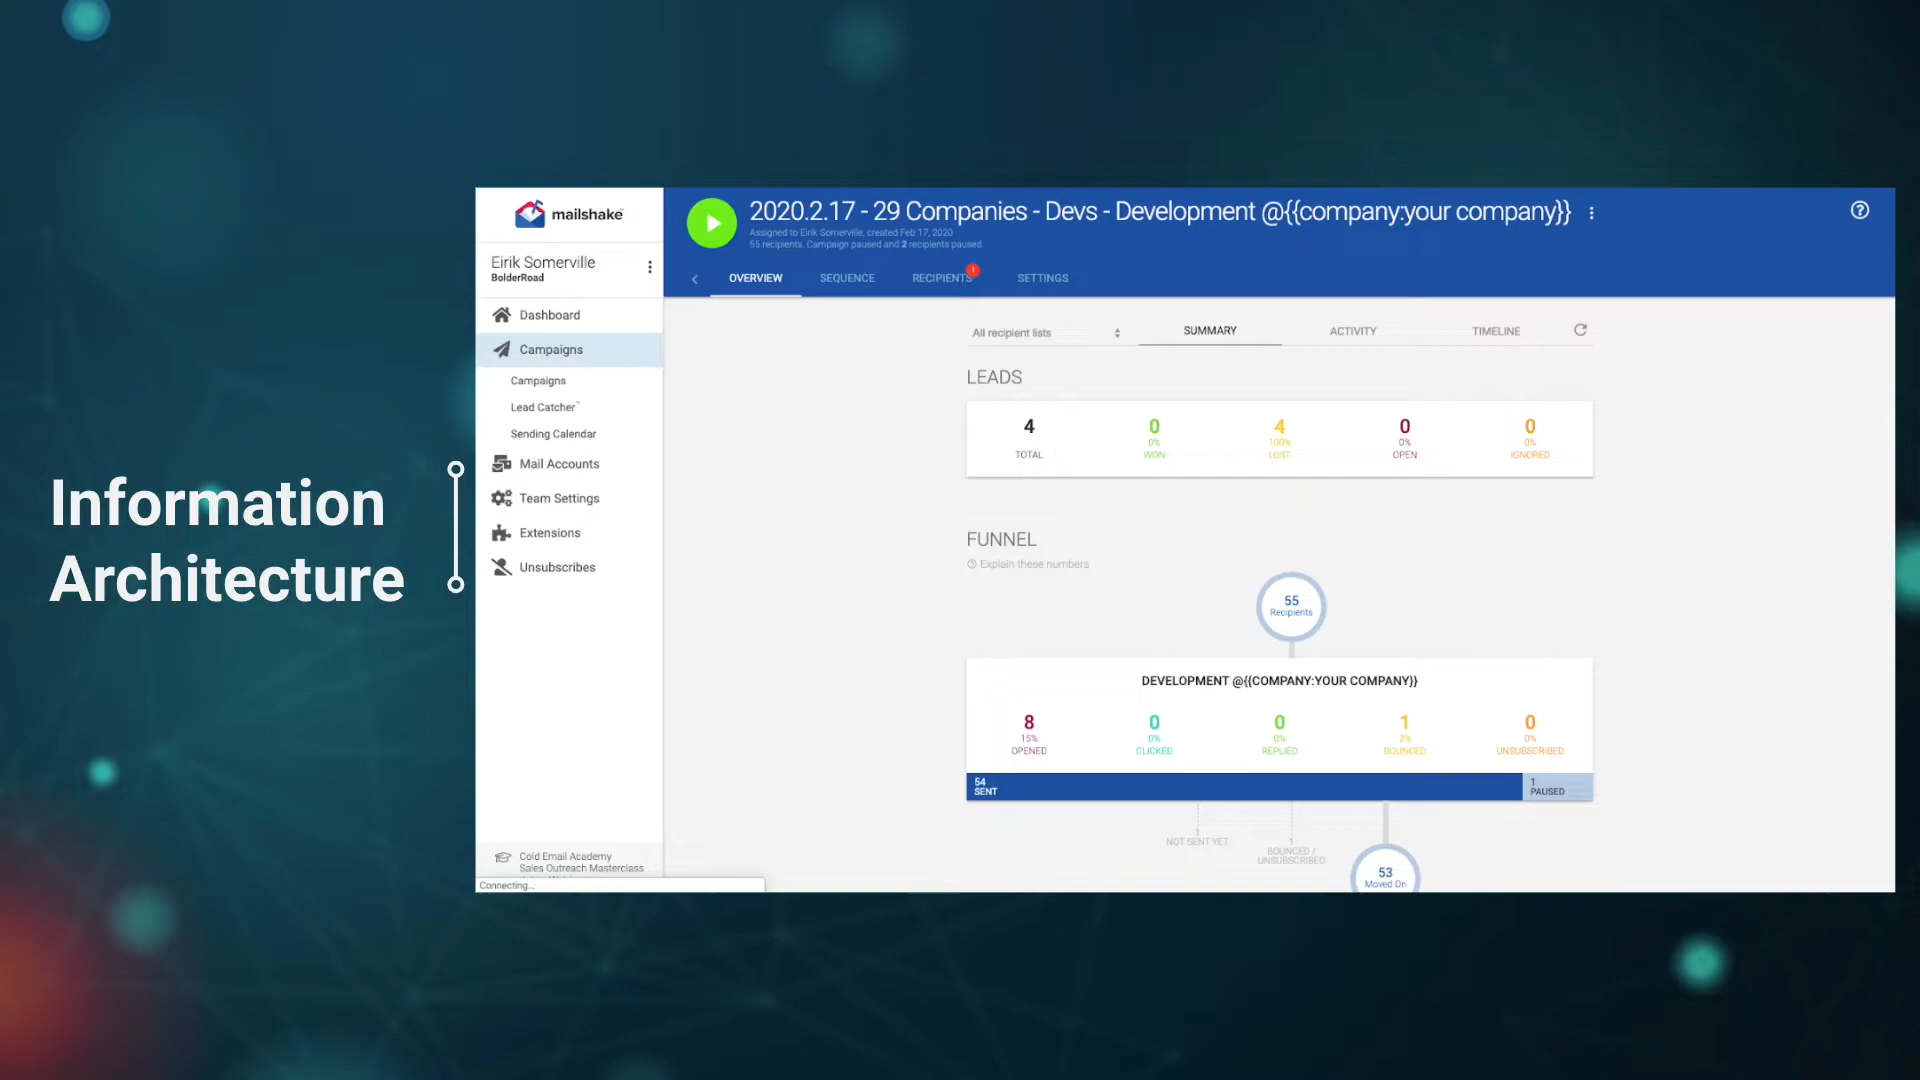 Information
Architecture
mailshake
Eirik Somerville
BolderRoad
Dashboard
Campaigns
Campaigns
Lead Catcher™
Sending Calendar
Mail Accounts
Team Settings
Extensions
Unsubscribes
Cold Email Academy
Sales Outreach Masterclass
Connecting...
2020.2.17 - 29 Companies - Devs - Development @{{company:your company}}
Assigned to Eirik Somerville, created Feb 17, 2020
55 recipients. Campaign paused and 2 recipients paused
OVERVIEW SEQUENCE RECIPIENTS ! SETTINGS
All recipient lists SUMMARY ACTIVITY TIMELINE
LEADS
4 0 4 0 0
0% 100% 0% 0%
TOTAL WON LOST OPEN IGNORED
FUNNEL
Explain these numbers
55
Recipients
DEVELOPMENT @{{COMPANY:YOUR COMPANY}}
8 0 0 1 0
15% 0% 0% 2% 0%
OPENED CLICKED REPLIED BOUNCED UNSUBSCRIBED
54 1
SENT PAUSED
1
NOT SENT YET
1
BOUNCED /
UNSUBSCRIBED
53
Moved On